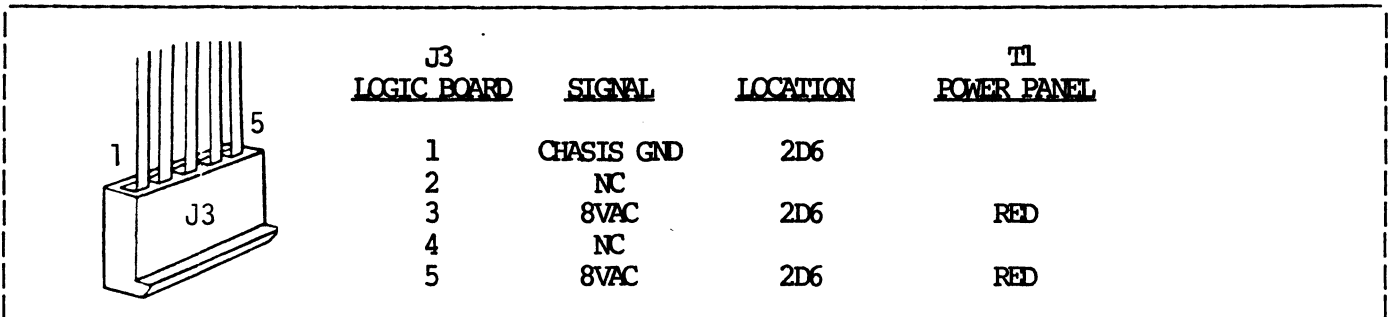 J3 T1
LOGIC BOARD SIGNAL LOCATION POWER PANEL
1 5 J3
1 CHASIS GND 2D6
2 NC
3 8VAC 2D6 RED
4 NC
5 8VAC 2D6 RED